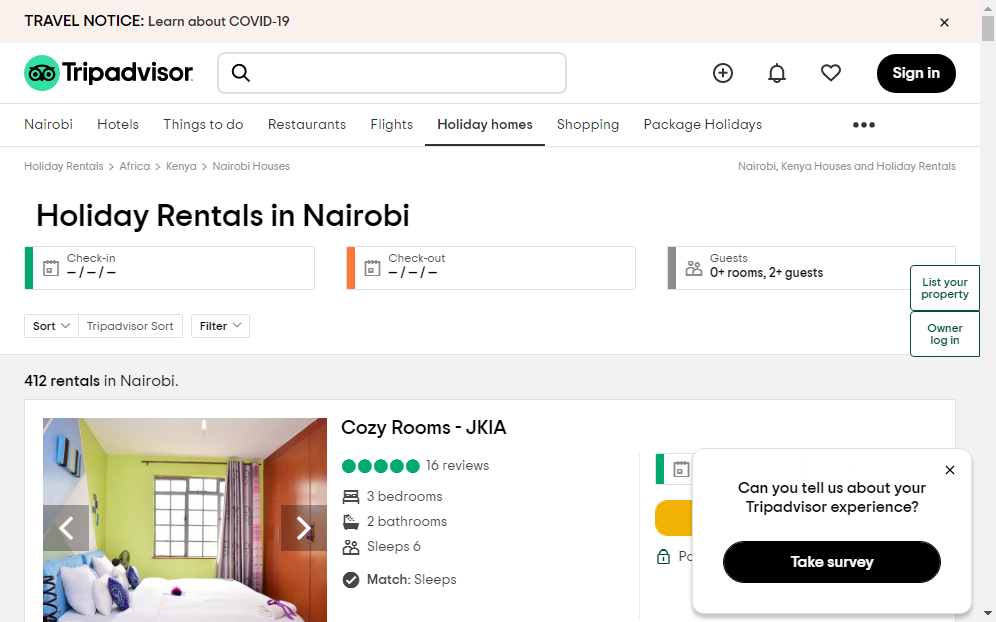 TRAVEL NOTICE: Learn about COVID-19
Tripadvisor
Sign in
Nairobi
Hotels
Things to do
Restaurants
Flights
Holiday homes
Shopping
Package Holidays
Holiday Rentals > Africa > Kenya > Nairobi Houses
Nairobi, Kenya Houses and Holiday Rentals
Holiday Rentals in Nairobi
Check-in
– / – / –
Check-out
– / – / –
Guests
0+ rooms, 2+ guests
List your
property
Owner
log in
Sort
Tripadvisor Sort
Filter
412 rentals in Nairobi.
Cozy Rooms - JKIA
16 reviews
3 bedrooms
2 bathrooms
Sleeps 6
Match: Sleeps
Can you tell us about your
Tripadvisor experience?
Take survey